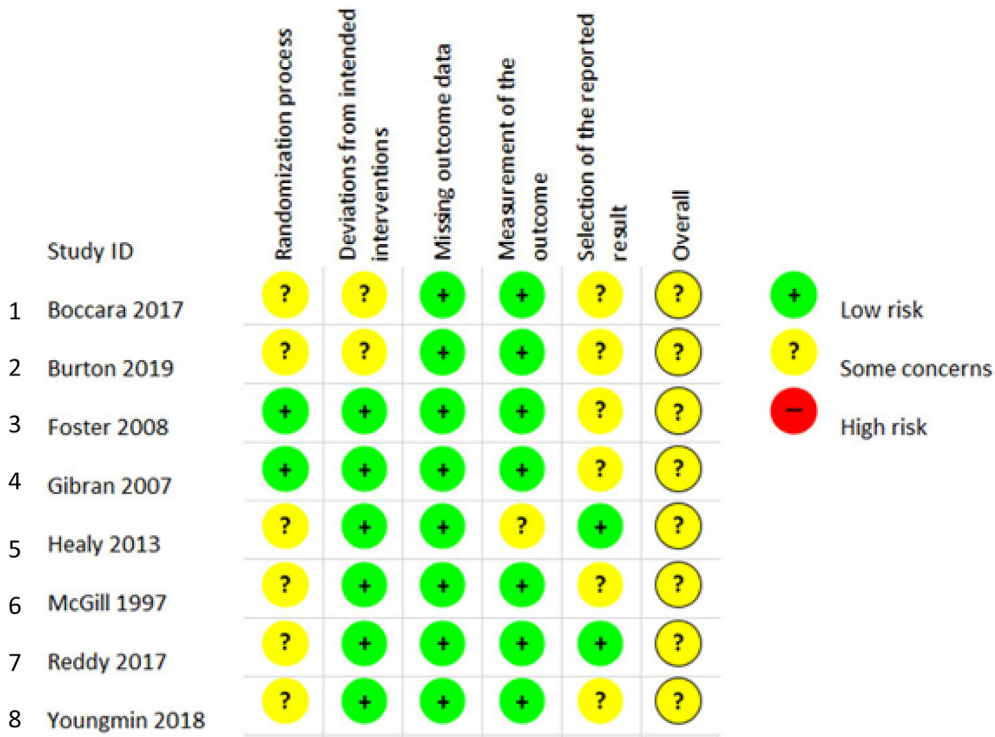 Randomization process
Deviations from intended
interventions
Missing outcome data
Measurement of the
outcome
Selection of the reported
result
Overall
Study ID
1 Boccara 2017 ? ? + + ? ?
2 Burton 2019 ? ? + + ? ?
3 Foster 2008 + + + + ? ?
4 Gibran 2007 + + + + ? ?
5 Healy 2013 ? + + ? + ?
6 McGill 1997 ? + + + ? ?
7 Reddy 2017 ? + + + + ?
8 Youngmin 2018 ? + + + ? ?
+ Low risk
? Some concerns
− High risk